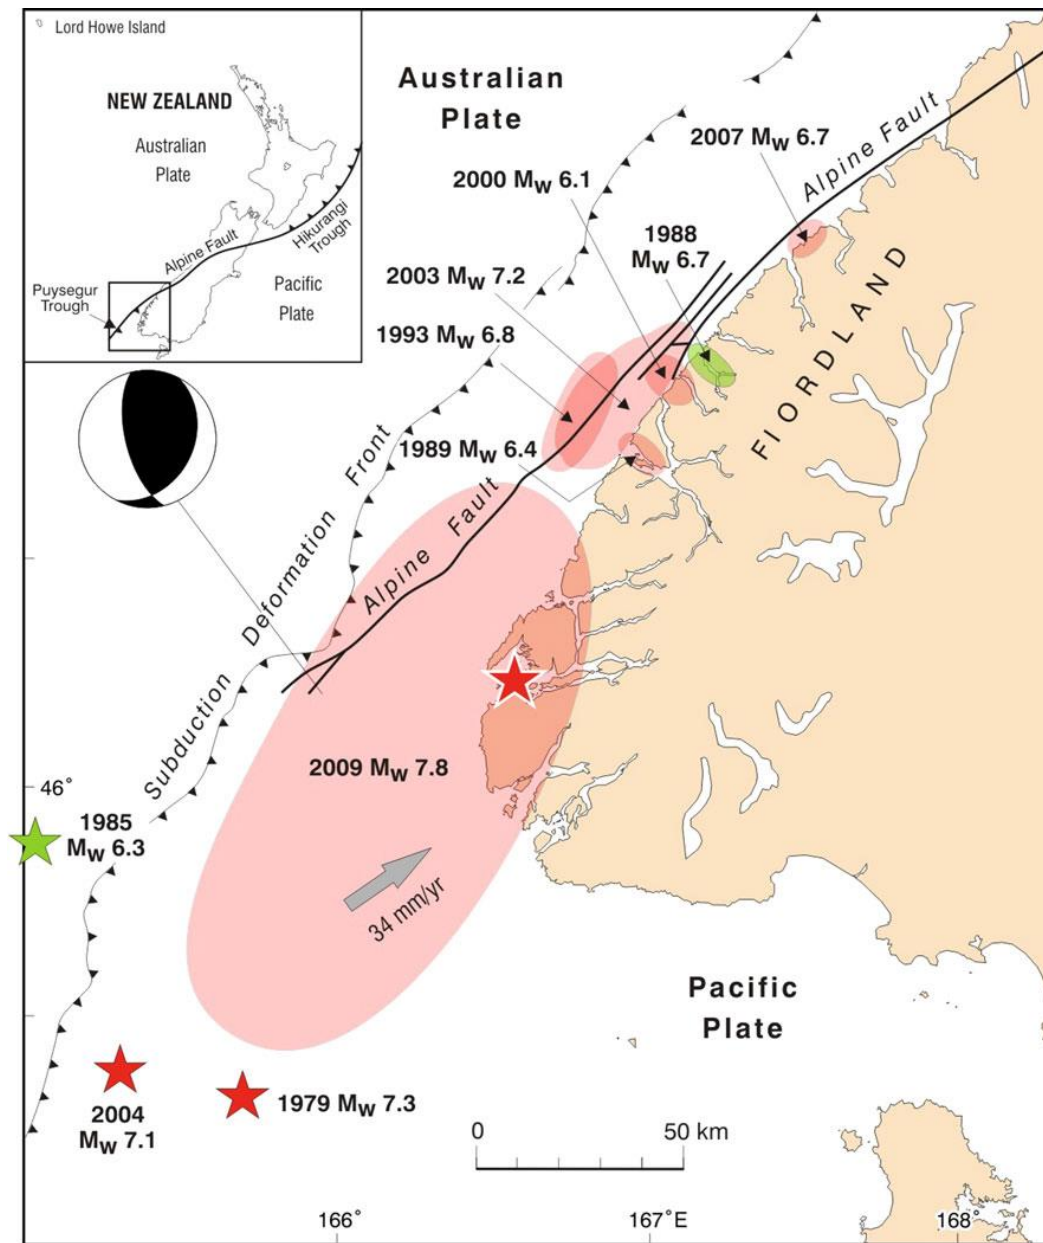 Lord Howe Island
NEW ZEALAND
Australian
Plate
Alpine Fault
Hikurangi
Trough
Pacific
Plate
Puysegur
Trough
Australian
Plate
2007 Mw 6.7
Alpine Fault
2000 Mw 6.1
1988
Mw 6.7
2003 Mw 7.2
1993 Mw 6.8
1989 Mw 6.4
FIORDLAND
Subduction Deformation Front
Alpine Fault
2009 Mw 7.8
46°
1985
Mw 6.3
34 mm/yr
Pacific
Plate
2004
Mw 7.1
1979 Mw 7.3
0 50 km
166° 167°E 168°